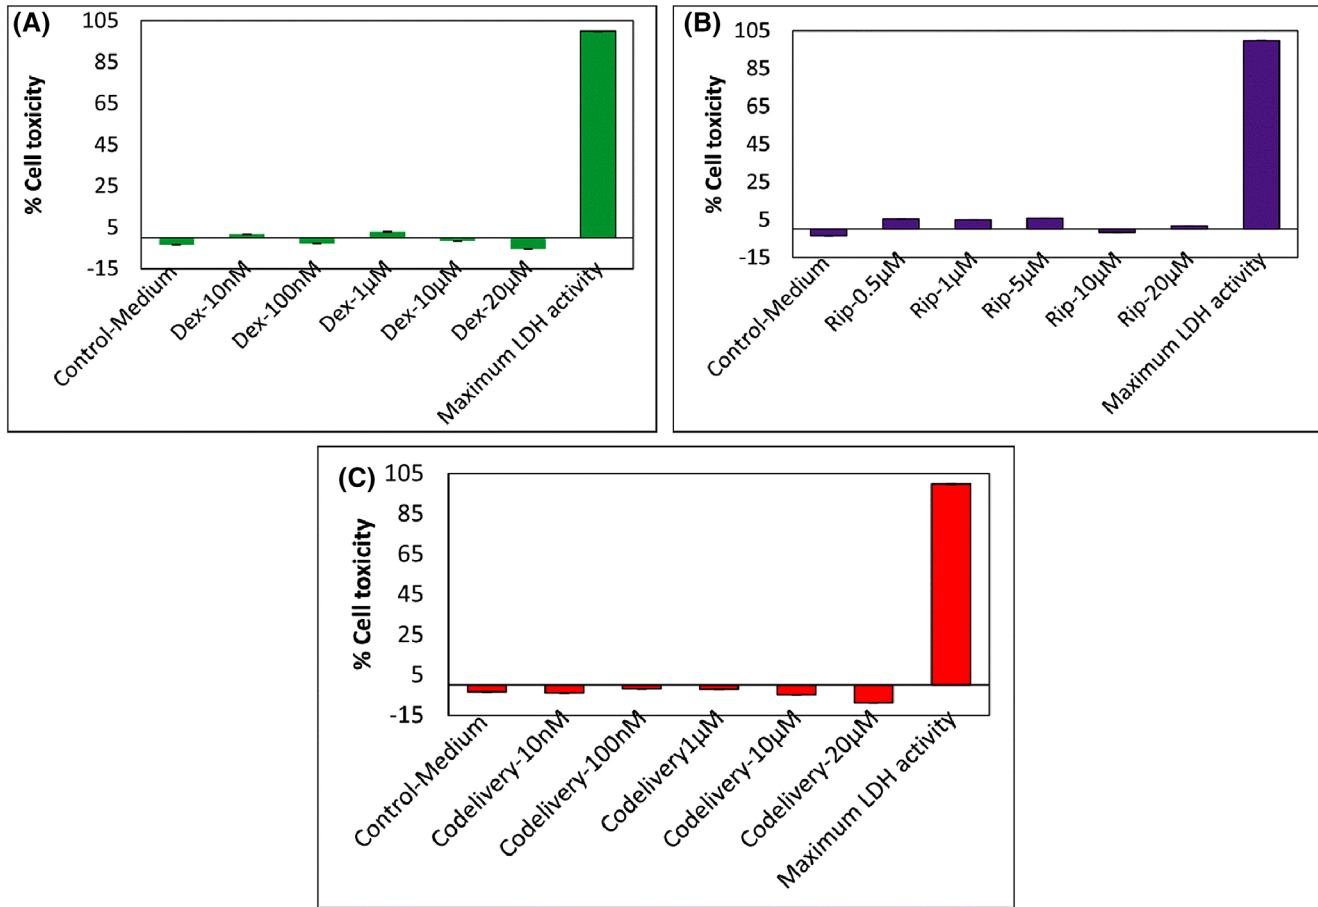 (A)
% Cell toxicity
105
85
65
45
25
5
-15
Control-Medium
Dex-10nM
Dex-100nM
Dex-1µM
Dex-10µM
Dex-20µM
Maximum LDH activity
(B)
% Cell toxicity
105
85
65
45
25
5
-15
Control-Medium
Rip-0.5µM
Rip-1µM
Rip-5µM
Rip-10µM
Rip-20µM
Maximum LDH activity
(C)
% Cell toxicity
105
85
65
45
25
5
-15
Control-Medium
Codelivery-10nM
Codelivery-100nM
Codelivery1µM
Codelivery-10µM
Codelivery-20µM
Maximum LDH activity